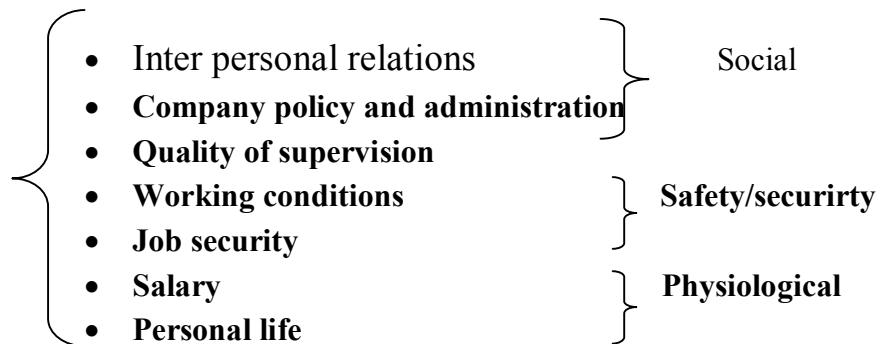 • Inter personal relations Social
• Company policy and administration
• Quality of supervision
• Working conditions Safety/securirty
• Job security
• Salary Physiological
• Personal life